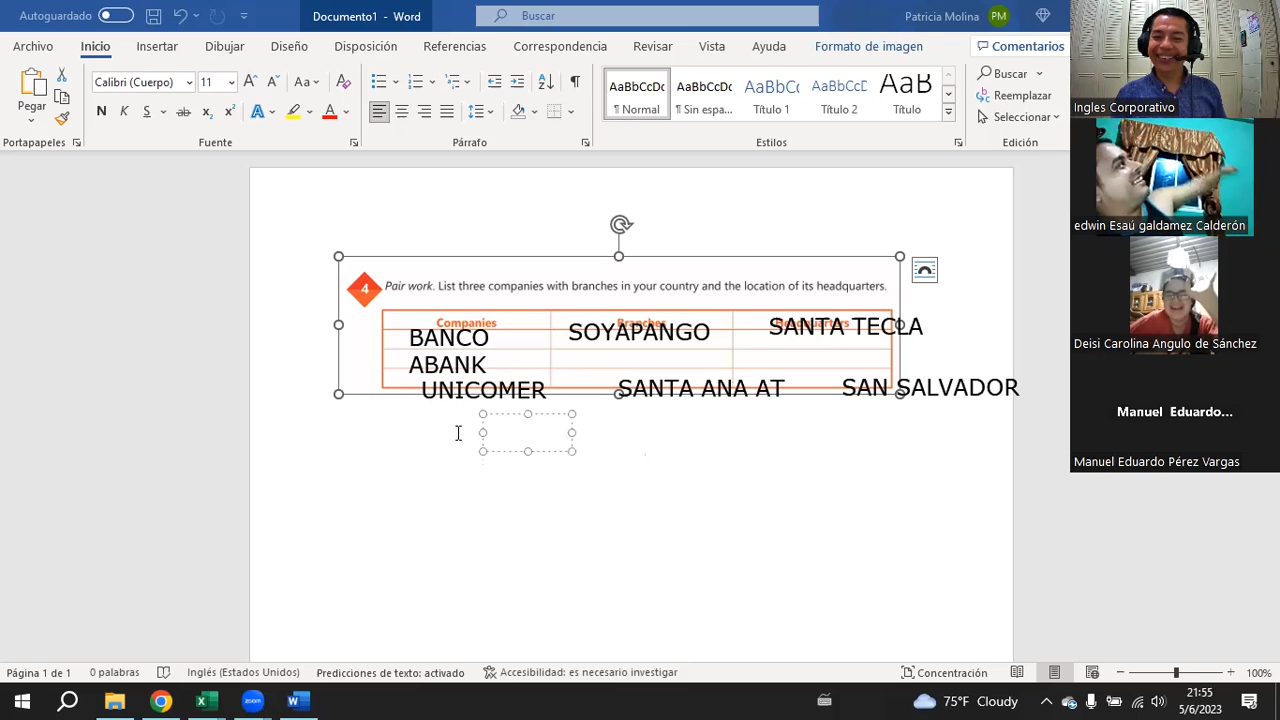 Autoguardado
Documento1 - Word
Buscar
Patricia Molina
PM
Archivo Inicio Insertar Dibujar Diseño Disposición Referencias Correspondencia Revisar Vista Ayuda Formato de imagen
Comentarios
Pegar
Calibri (Cuerpo) 11
N K S ab x₂ x²
Portapapeles
Fuente
Párrafo
AaBbCcDc AaBbCcDc AaBbCc AaBbCcD AaB
¶ Normal ¶ Sin espa... Título 1 Título 2 Título
Estilos
Buscar
Reemplazar
Seleccionar
Edición
Ingles Corporativo
edwin Esaú galdamez Calderón
Deisi Carolina Angulo de Sánchez
Manuel Eduardo...
Manuel Eduardo Pérez Vargas
4 Pair work. List three companies with branches in your country and the location of its headquarters.
Companies Branches Headquarters
BANCO SOYAPANGO SANTA TECLA
ABANK
UNICOMER SANTA ANA AT SAN SALVADOR
Página 1 de 1 0 palabras Inglés (Estados Unidos) Predicciones de texto: activado Accesibilidad: es necesario investigar
Concentración
100%
75°F Cloudy
21:55
5/6/2023